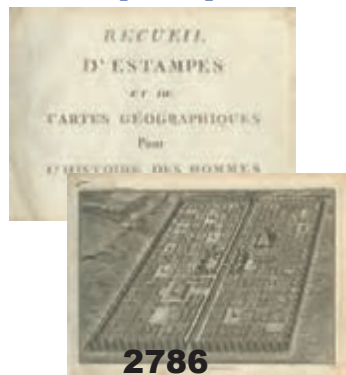 RECUEIL
D'ESTAMPES
ET DE
CARTES GÉOGRAPHIQUES
Pour
L'HISTOIRE DES HOMMES
2786